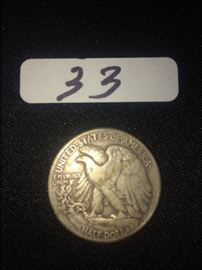 33
UNITED STATES OF AMERICA
HALF DOLLAR